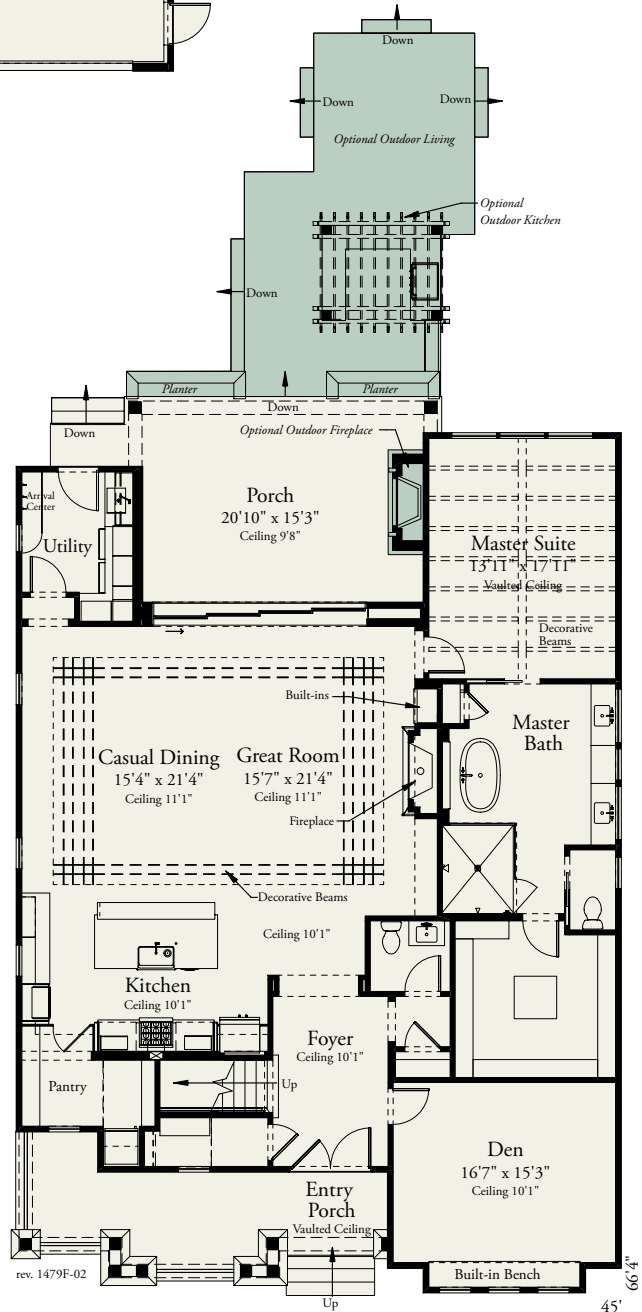 Down
Down
Down
Optional Outdoor Living
Optional
Outdoor Kitchen
Down
Planter
Planter
Down
Down
Optional Outdoor Fireplace
Arrival
Center
Utility
Porch
20'10" x 15'3"
Ceiling 9'8"
Master Suite
13'11" x 17'11"
Vaulted Ceiling
Decorative
Beams
Built-ins
Master
Bath
Casual Dining
15'4" x 21'4"
Ceiling 11'1"
Great Room
15'7" x 21'4"
Ceiling 11'1"
Fireplace
Decorative Beams
Ceiling 10'1"
Kitchen
Ceiling 10'1"
Foyer
Ceiling 10'1"
Pantry
Up
Den
16'7" x 15'3"
Ceiling 10'1"
Entry
Porch
Vaulted Ceiling
rev. 1479F-02
Built-in Bench
Up
45'
66'4"